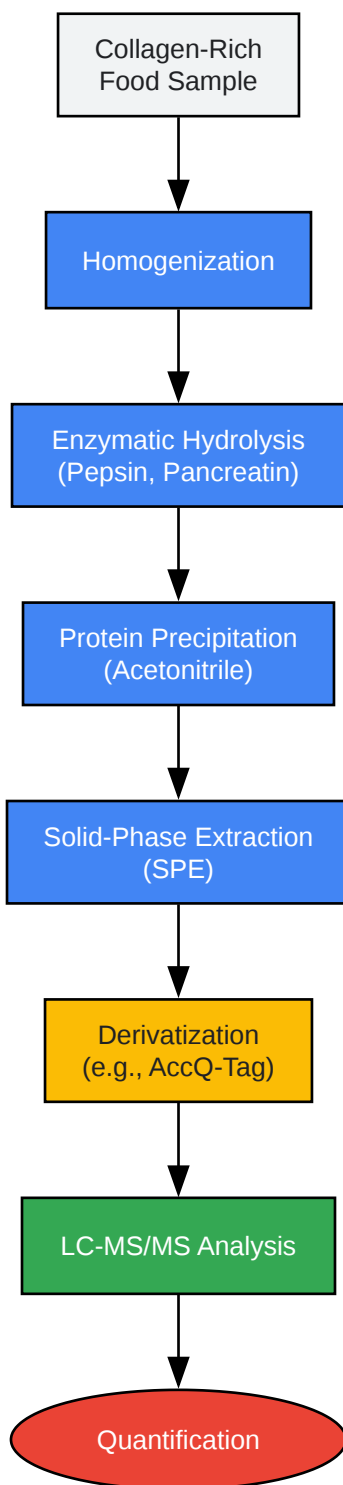 Collagen-Rich
Food Sample
Homogenization
Enzymatic Hydrolysis
(Pepsin, Pancreatin)
Protein Precipitation
(Acetonitrile)
Solid-Phase Extraction
(SPE)
Derivatization
(e.g., AccQ-Tag)
LC-MS/MS Analysis
Quantification